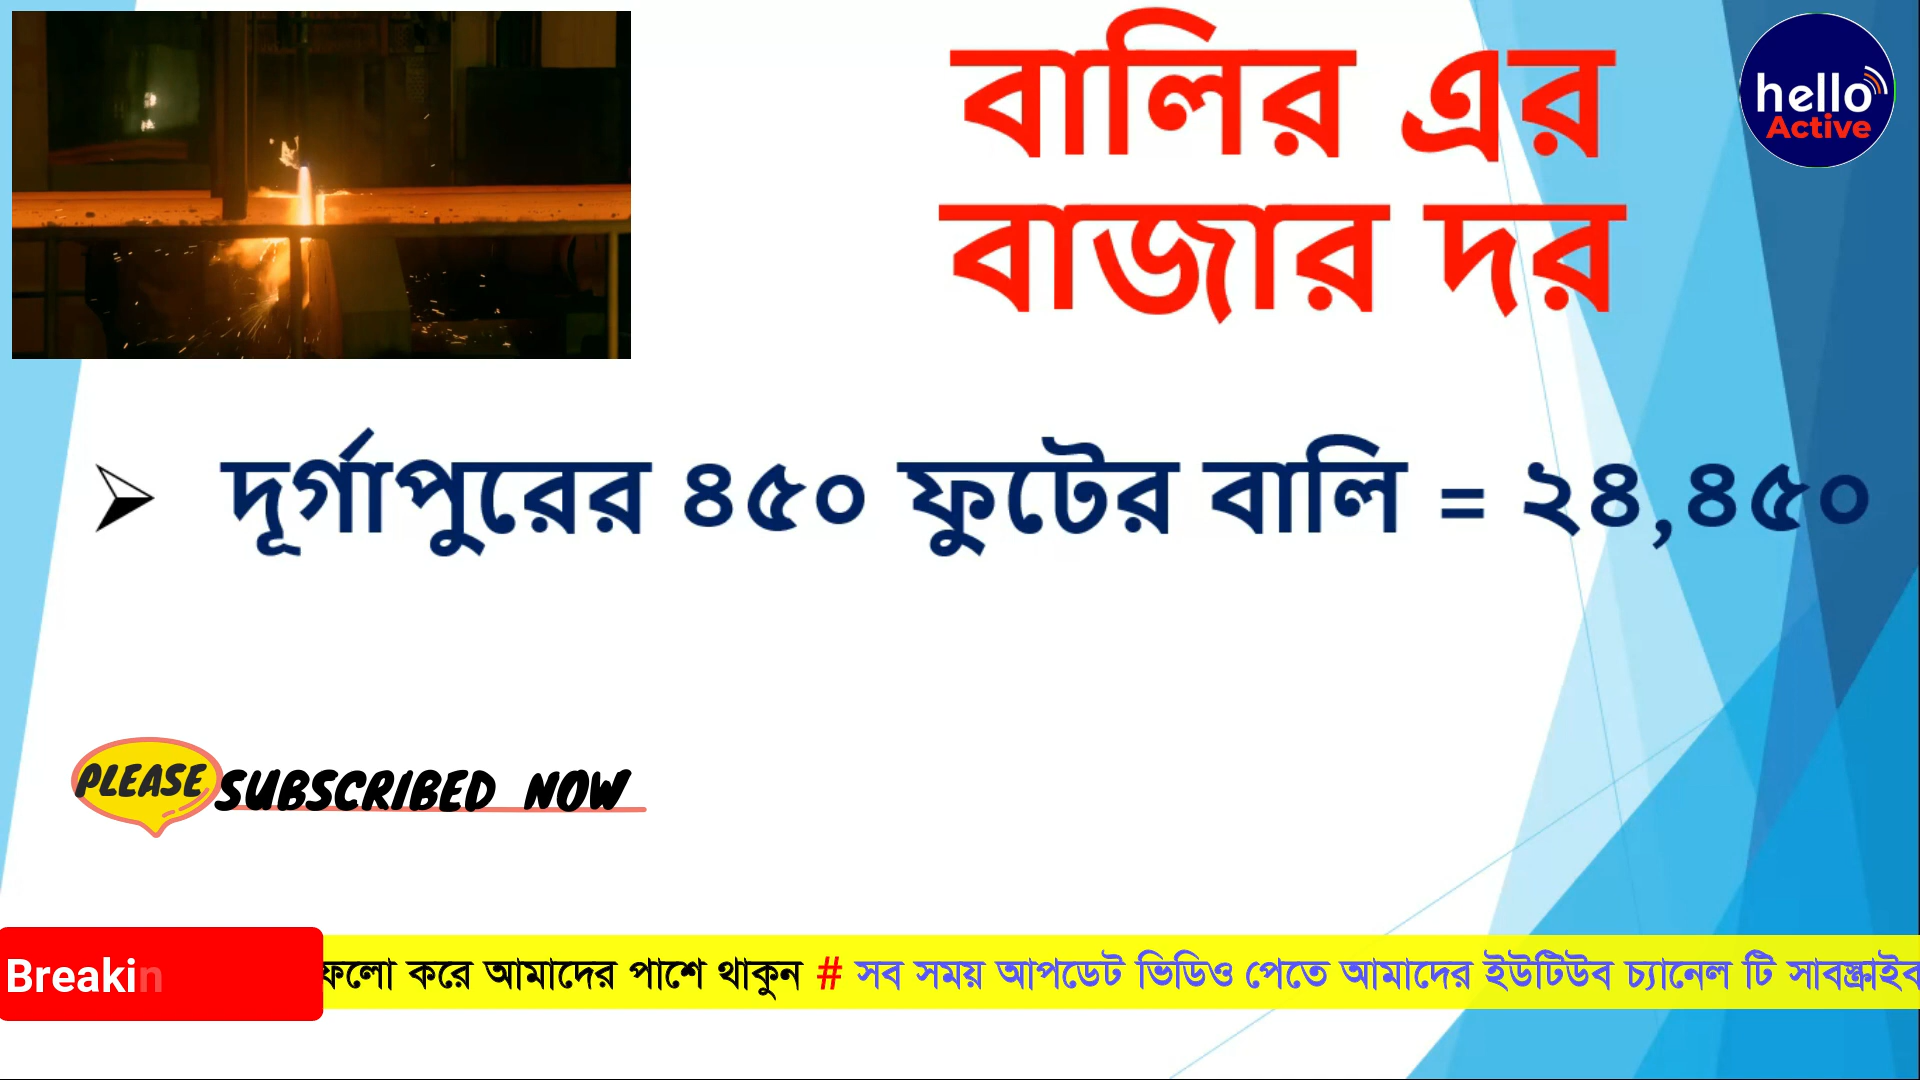 বালির এর
বাজার দর
hello
Active
➢ দূর্গাপুরের ৪৫০ ফুটের বালি = ২৪,৪৫০
PLEASE SUBSCRIBED NOW
Breakin
ফলো করে আমাদের পাশে থাকুন # সব সময় আপডেট ভিডিও পেতে আমাদের ইউটিউব চ্যানেল টি সাবস্ক্রাইব